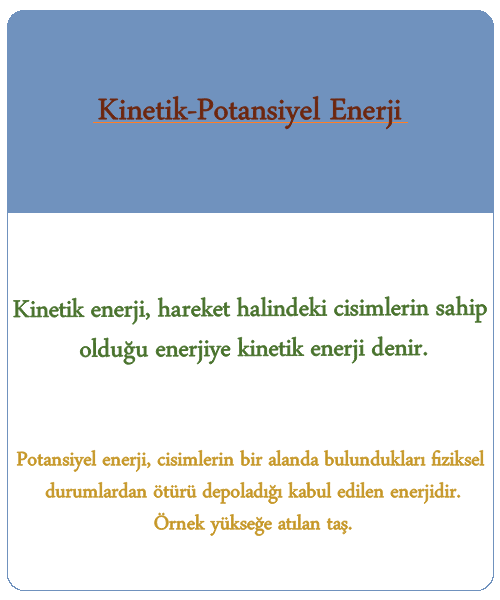 Kinetik-Potansiyel Enerji
Kinetik enerji, hareket halindeki cisimlerin sahip
olduğu enerjiye kinetik enerji denir.
Potansiyel enerji, cisimlerin bir alanda bulundukları fiziksel
durumlardan ötürü depoladığı kabul edilen enerjidir.
Örnek yükseğe atılan taş.